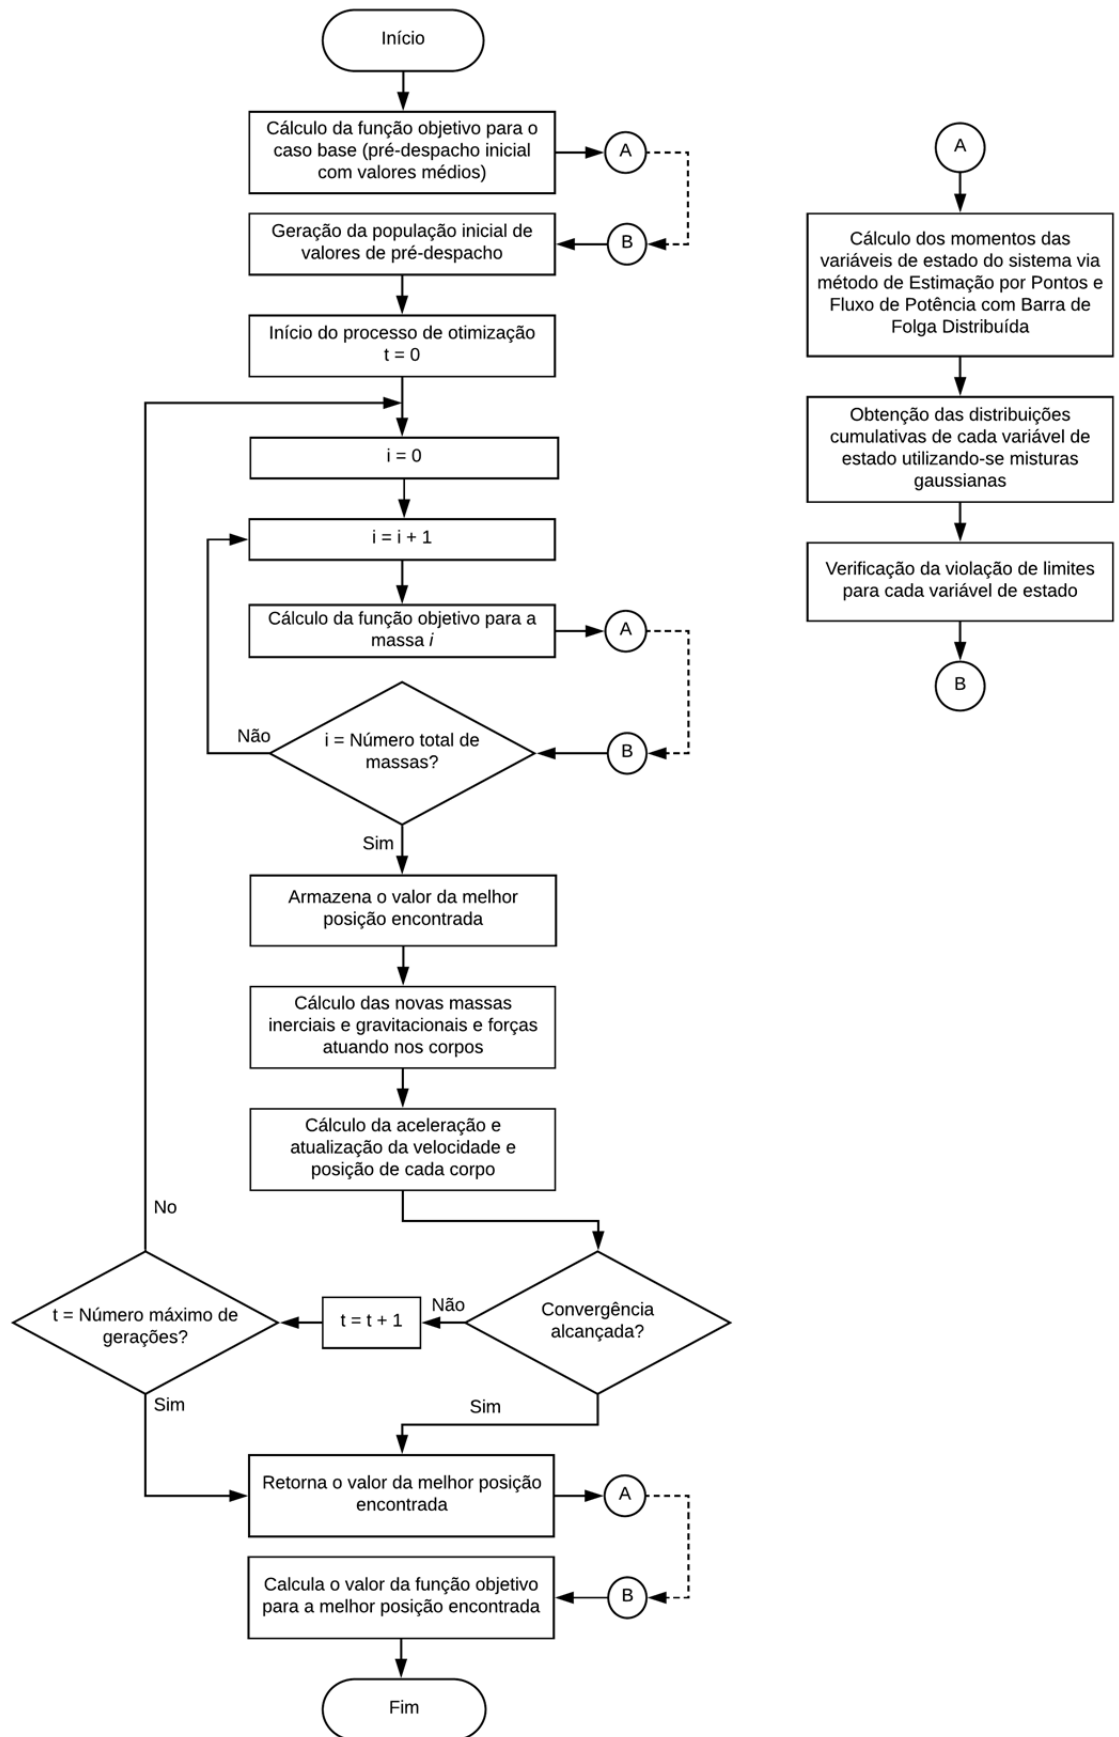 Início
Cálculo da função objetivo para o
caso base (pré-despacho inicial
com valores médios)
A
Geração da população inicial de
valores de pré-despacho
B
Início do processo de otimização
t = 0
i = 0
i = i + 1
Cálculo da função objetivo para a
massa i
A
Não
i = Número total de
massas?
B
Sim
Armazena o valor da melhor
posição encontrada
Cálculo das novas massas
inerciais e gravitacionais e forças
atuando nos corpos
Cálculo da aceleração e
atualização da velocidade e
posição de cada corpo
No
t = Número máximo de
gerações?
t = t + 1
Não
Convergência
alcançada?
Sim
Sim
Retorna o valor da melhor posição
encontrada
A
Calcula o valor da função objetivo
para a melhor posição encontrada
B
Fim
A
Cálculo dos momentos das
variáveis de estado do sistema via
método de Estimação por Pontos e
Fluxo de Potência com Barra de
Folga Distribuída
Obtenção das distribuições
cumulativas de cada variável de
estado utilizando-se misturas
gaussianas
Verificação da violação de limites
para cada variável de estado
B